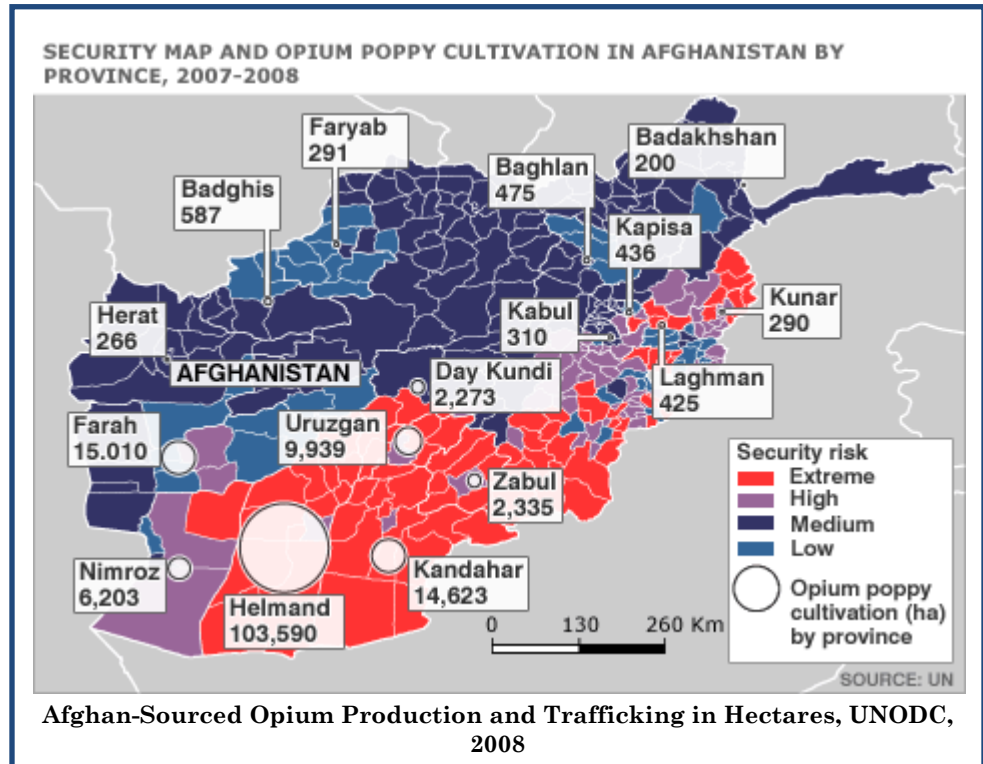 SECURITY MAP AND OPIUM POPPY CULTIVATION IN AFGHANISTAN BY
PROVINCE, 2007-2008
Faryab
291
Badakhshan
200
Baghlan
475
Badghis
587
Kapisa
436
Herat
266
Kabul
310
Kunar
290
AFGHANISTAN
Day Kundi
2,273
Laghman
425
Farah
15.010
Uruzgan
9,939
Zabul
2,335
Security risk
Extreme
High
Medium
Low
Opium poppy
cultivation (ha)
by province
Nimroz
6,203
Helmand
103,590
Kandahar
14,623
0 130 260 Km
SOURCE: UN
Afghan-Sourced Opium Production and Trafficking in Hectares, UNODC,
2008